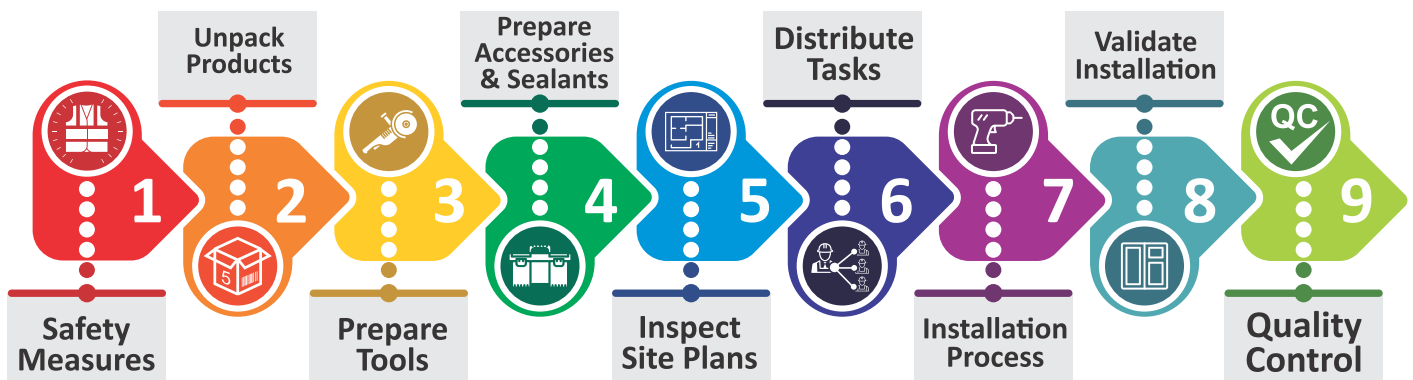 1
Safety
Measures
Unpack
Products
2
5
3
Prepare
Tools
Prepare
Accessories
& Sealants
4
5
Inspect
Site Plans
Distribute
Tasks
6
7
Installation
Process
Validate
Installation
8
QC
9
Quality
Control